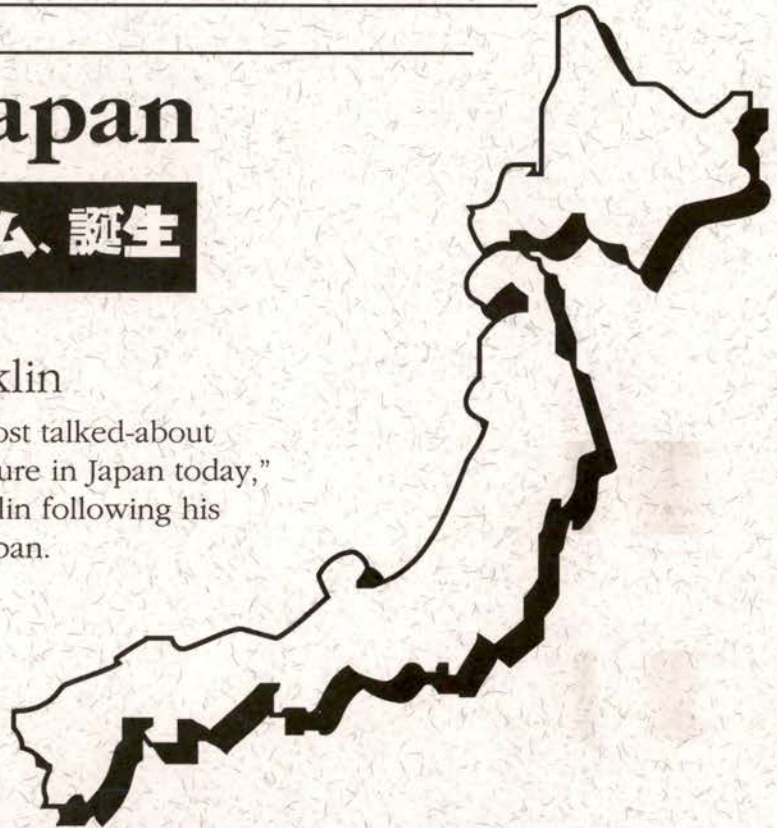 apan
ム、誕生
klin
ost talked-about
ure in Japan today,”
lin following his
pan.